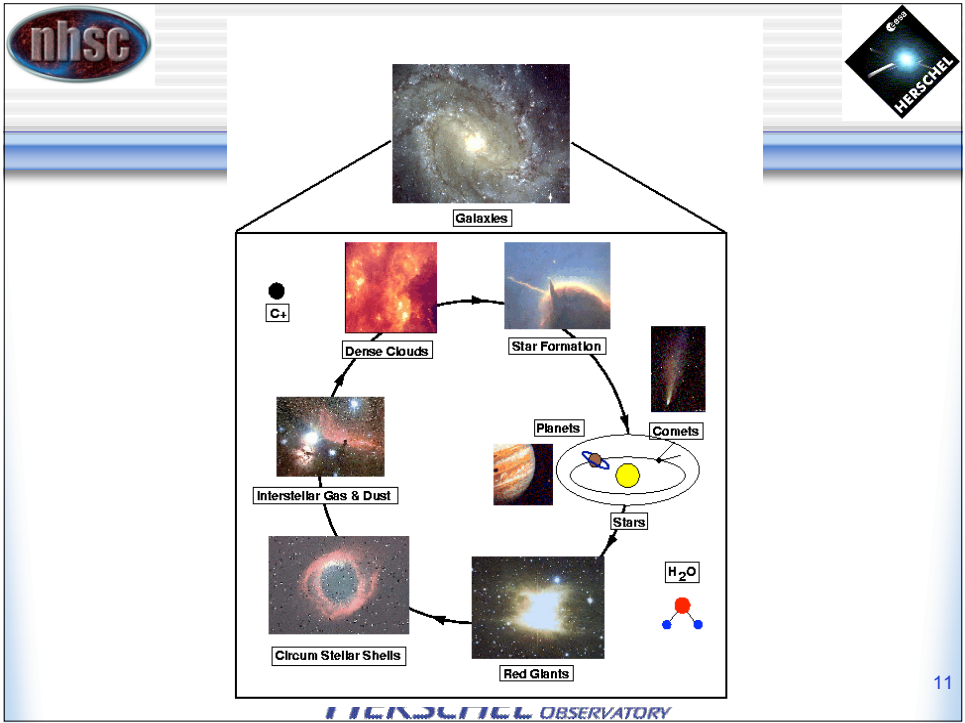 nhsc
esa
HERSCHEL
Galaxies
C+
Dense Clouds
Star Formation
Planets
Comets
Interstellar Gas & Dust
Stars
H2O
Circum Stellar Shells
Red Giants
11
HERSCHEL OBSERVATORY